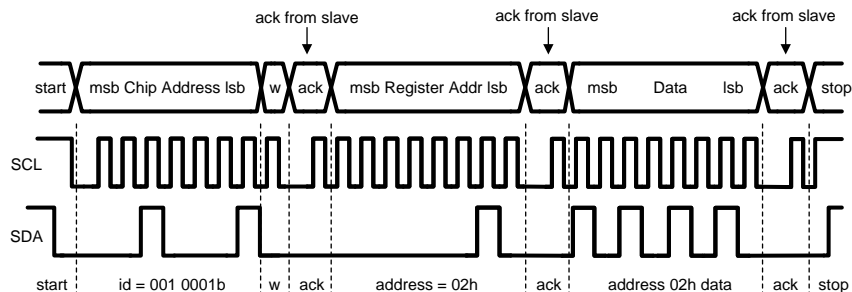 ack from slave ack from slave ack from slave
start msb Chip Address lsb w ack msb Register Addr lsb ack msb Data lsb ack stop
SCL
SDA
start id = 001 0001b w ack address = 02h ack address 02h data ack stop